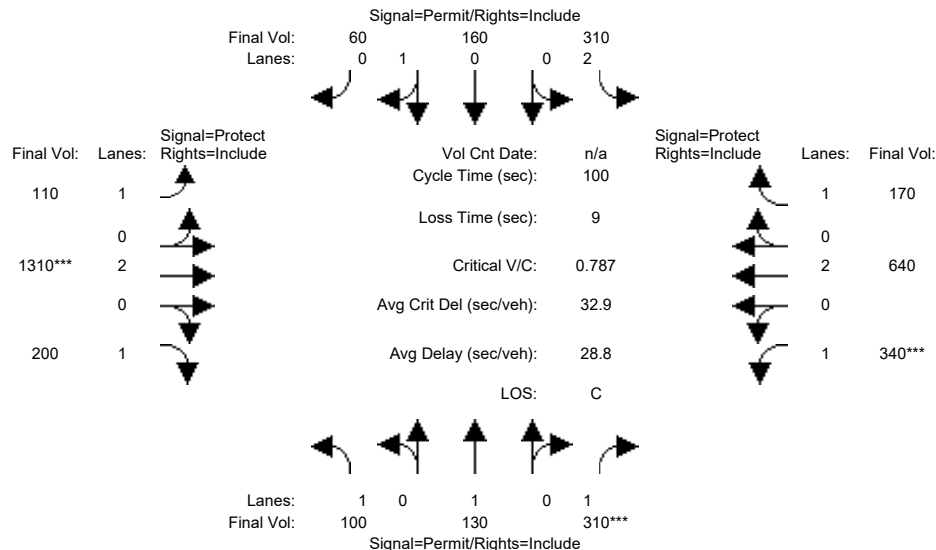 Signal=Permit/Rights=Include
Final Vol: 60 160 310
Lanes: 0 1 0 0 2
Signal=Protect
Final Vol: Lanes: Rights=Include
Vol Cnt Date: n/a
Signal=Protect
Rights=Include Lanes: Final Vol:
Cycle Time (sec): 100
110 1
1 170
Loss Time (sec): 9
0
0
1310*** 2
Critical V/C: 0.787
2 640
0
Avg Crit Del (sec/veh): 32.9
0
200 1
Avg Delay (sec/veh): 28.8
1 340***
LOS: C
Lanes: 1 0 1 0 1
Final Vol: 100 130 310***
Signal=Permit/Rights=Include